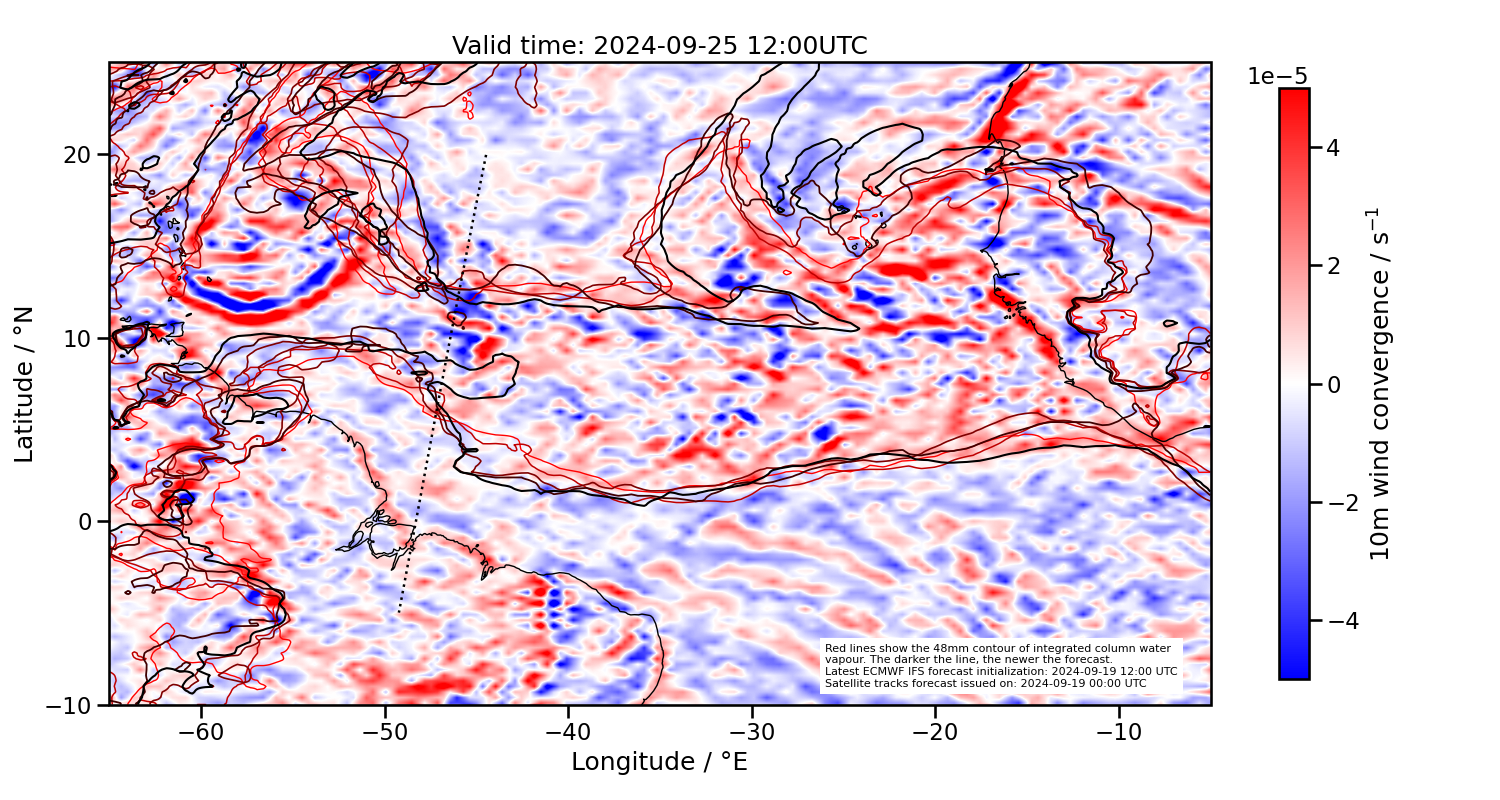 Valid time: 2024-09-25 12:00UTC
1e−5
20
10
0
−10
Latitude / °N
−60
−50
−40
−30
−20
−10
Longitude / °E
4
2
0
−2
−4
10m wind convergence / s⁻¹
Red lines show the 48mm contour of integrated column water
vapour. The darker the line, the newer the forecast.
Latest ECMWF IFS forecast initialization: 2024-09-19 12:00 UTC
Satellite tracks forecast issued on: 2024-09-19 00:00 UTC